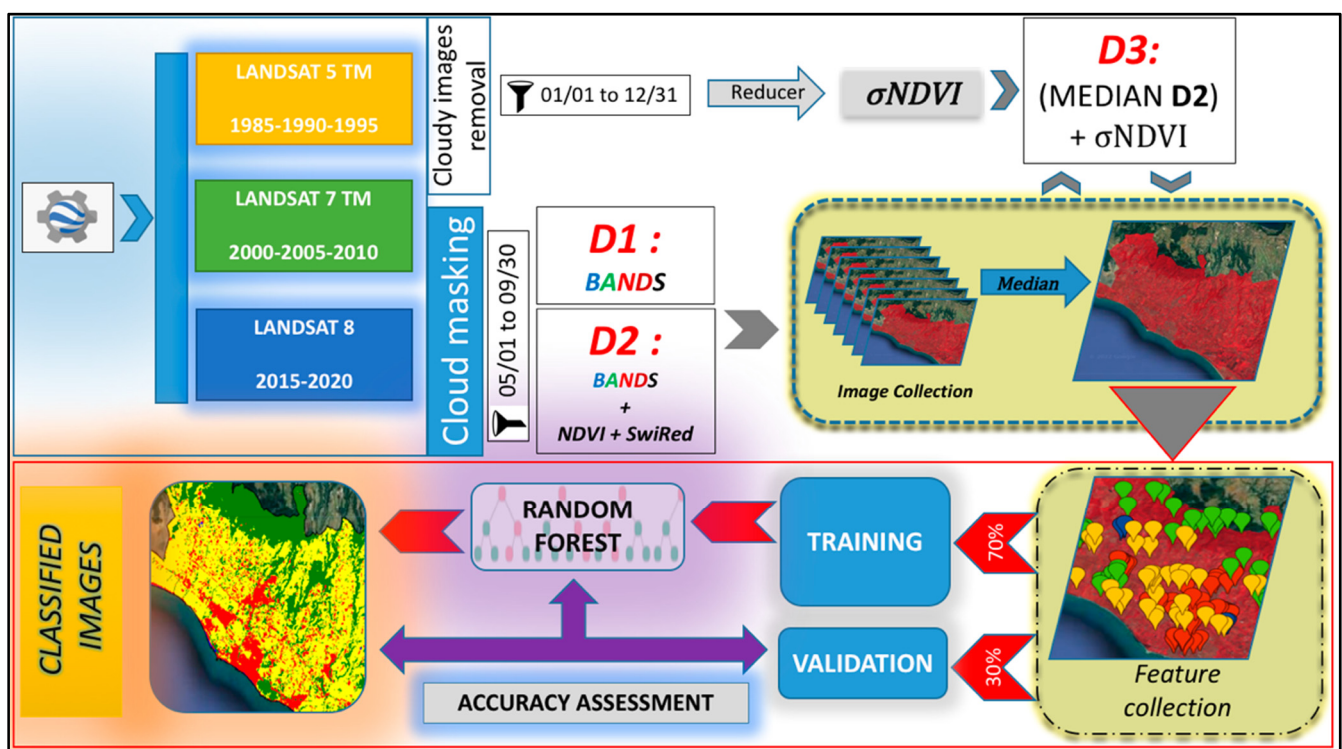 LANDSAT 5 TM
1985-1990-1995
LANDSAT 7 TM
2000-2005-2010
LANDSAT 8
2015-2020
Cloudy images
removal
01/01 to 12/31
Reducer
σNDVI
D3:
(MEDIAN D2)
+ σNDVI
Cloud masking
05/01 to 09/30
D1 :
BANDS
D2 :
BANDS
+
NDVI + SwiRed
Image Collection
Median
CLASSIFIED
IMAGES
RANDOM
FOREST
TRAINING
70%
VALIDATION
30%
ACCURACY ASSESSMENT
Feature
collection